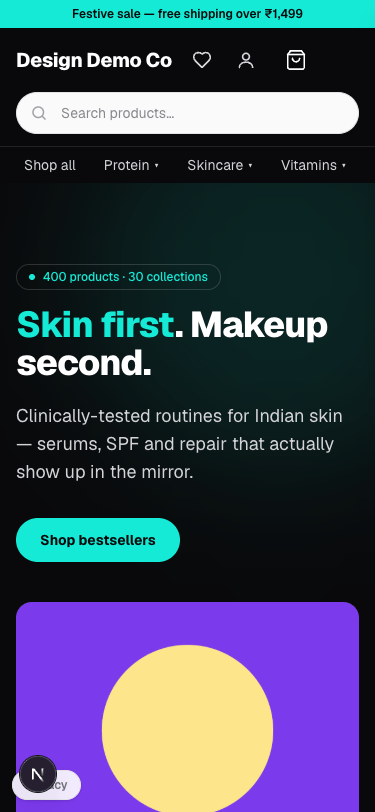 Festive sale — free shipping over ₹1,499
Design Demo Co
Search products...
Shop all Protein ▾ Skincare ▾ Vitamins ▾
400 products · 30 collections
Skin first. Makeup
second.
Clinically-tested routines for Indian skin
— serums, SPF and repair that actually
show up in the mirror.
Shop bestsellers
N